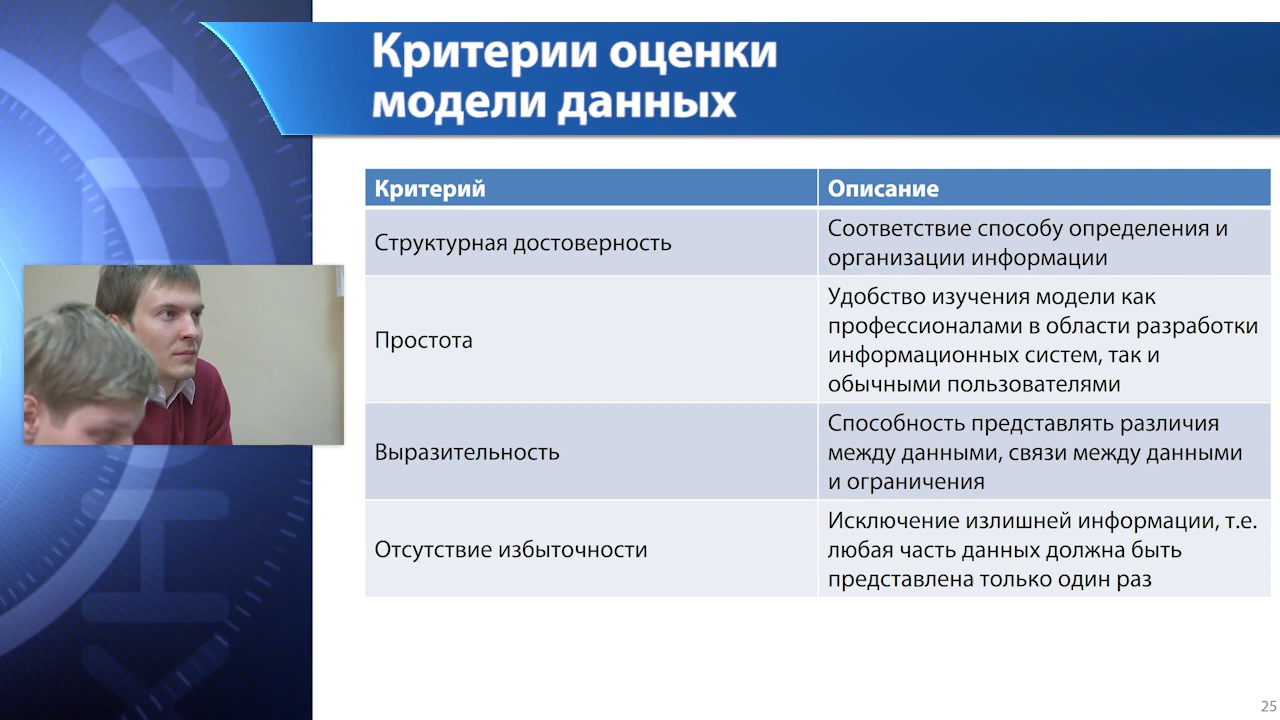 Критерии оценки
модели данных
Критерий
Описание
Структурная достоверность
Соответствие способу определения и
организации информации
Простота
Удобство изучения модели как
профессионалами в области разработки
информационных систем, так и
обычными пользователями
Выразительность
Способность представлять различия
между данными, связи между данными
и ограничения
Отсутствие избыточности
Исключение излишней информации, т.е.
любая часть данных должна быть
представлена только один раз
25